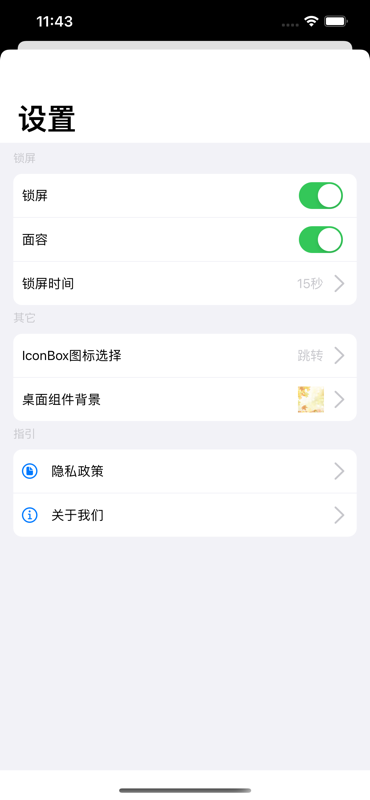 11:43
设置
锁屏
锁屏
面容
锁屏时间 15秒
其它
IconBox图标选择 跳转
桌面组件背景
指引
隐私政策
关于我们